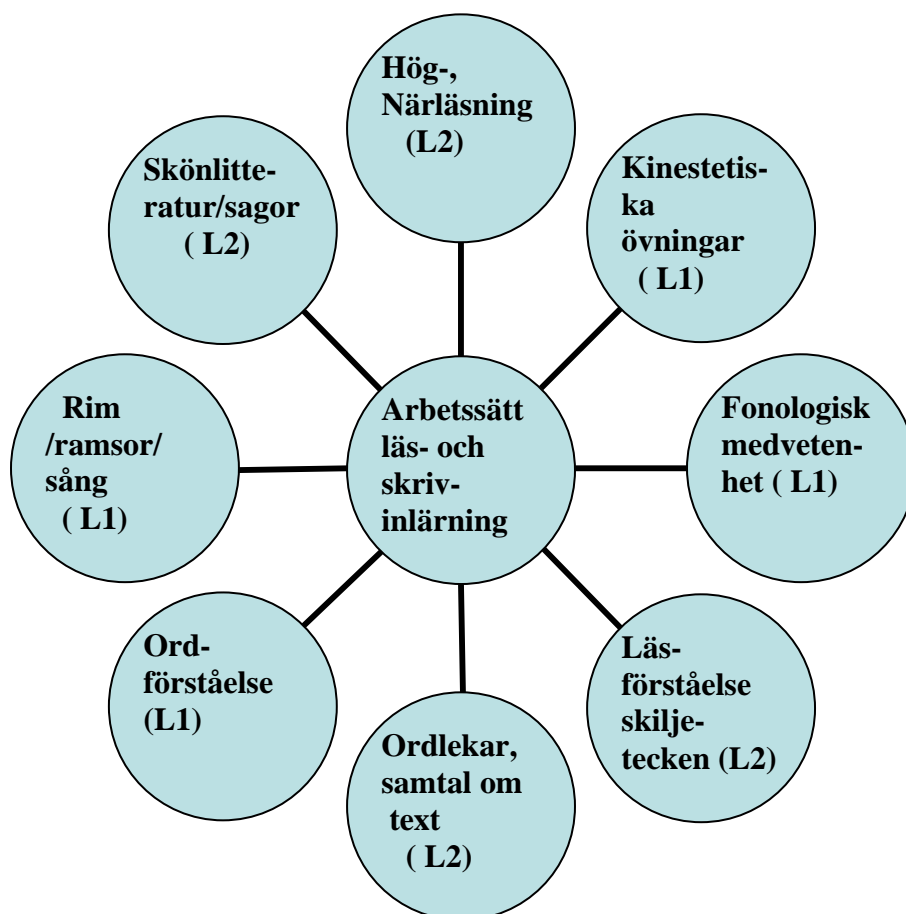 Hög-,
Närläsning
(L2)
Kinestetis-
ka
övningar
( L1)
Fonologisk
medveten-
het ( L1)
Läs-
förståelse
skilje-
tecken (L2)
Ordlekar,
samtal om
text
( L2)
Ord-
förståelse
(L1)
Rim
/ramsor/
sång
( L1)
Skönlitte-
ratur/sagor
( L2)
Arbetssätt
läs- och
skriv-
inlärning